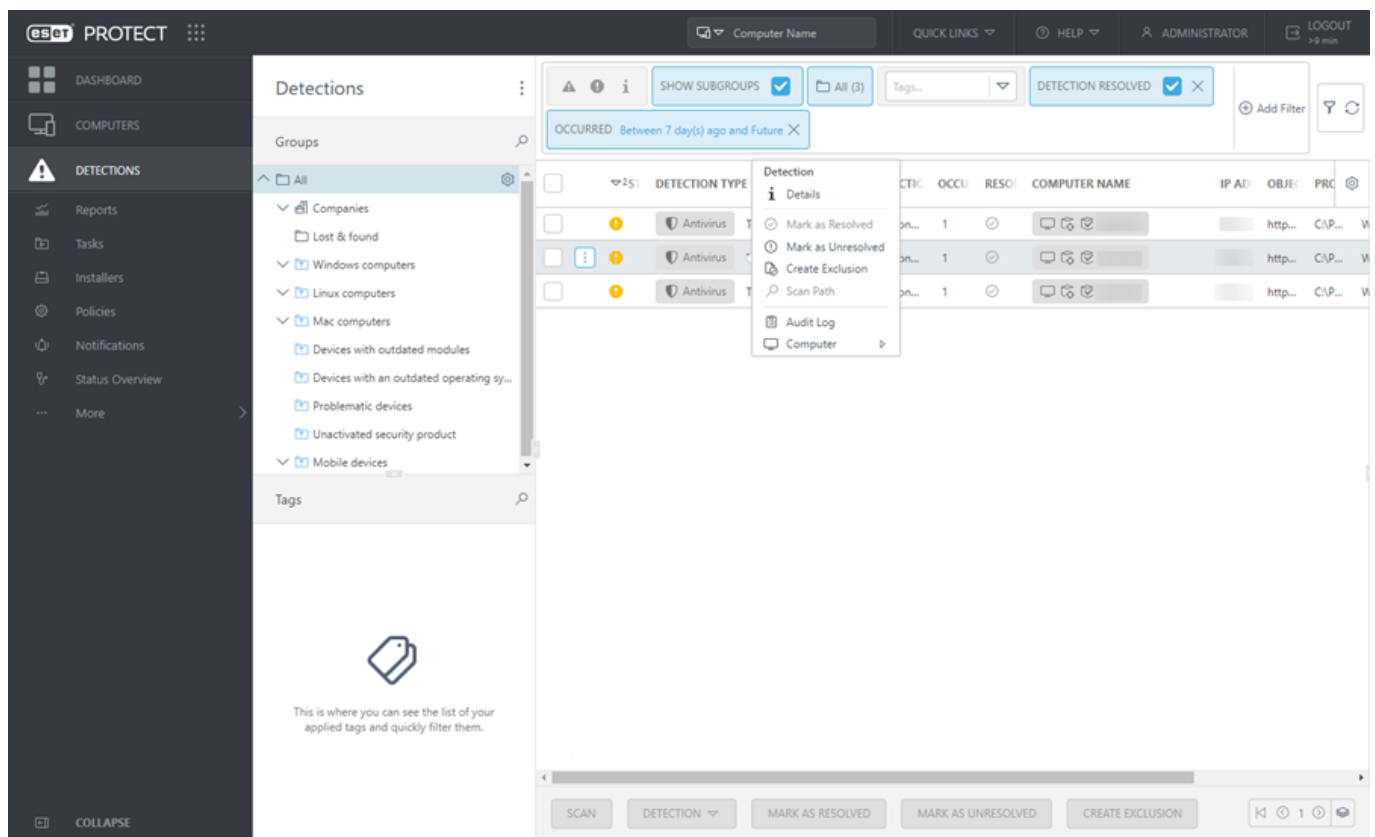 eset PROTECT
Computer Name
QUICK LINKS
HELP
ADMINISTRATOR
LOGOUT
>9 min
DASHBOARD
COMPUTERS
DETECTIONS
Reports
Tasks
Installers
Policies
Notifications
Status Overview
More
COLLAPSE
Detections
Groups
All
Companies
Lost & found
Windows computers
Linux computers
Mac computers
Devices with outdated modules
Devices with an outdated operating sy...
Problematic devices
Unactivated security product
Mobile devices
Tags
This is where you can see the list of your
applied tags and quickly filter them.
SHOW SUBGROUPS
All (3)
Tags...
DETECTION RESOLVED
Add Filter
OCCURRED Between 7 day(s) ago and Future
DETECTION TYPE CTIC OCCU RESO COMPUTER NAME IP AD OBJE PRC
Antivirus T on... 1 http... C:\P... W
Antivirus on... 1 http... C:\P... W
Antivirus T on... 1 http... C:\P... W
Detection
Details
Mark as Resolved
Mark as Unresolved
Create Exclusion
Scan Path
Audit Log
Computer
SCAN
DETECTION
MARK AS RESOLVED
MARK AS UNRESOLVED
CREATE EXCLUSION
1